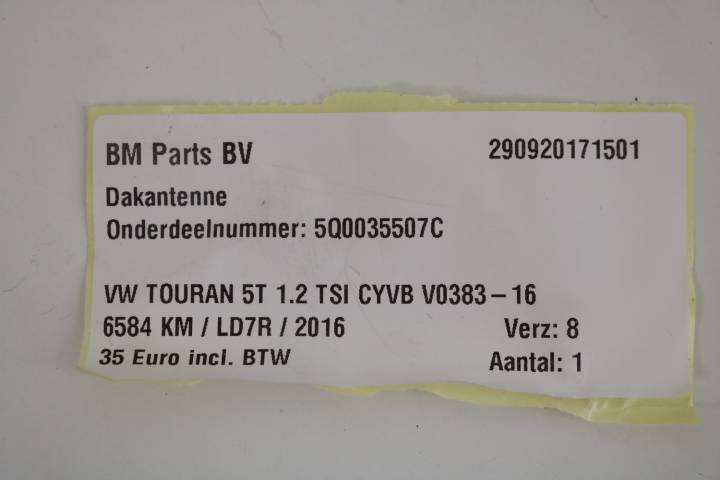 BM Parts BV 290920171501
Dakantenne
Onderdeelnummer: 5Q0035507C
VW TOURAN 5T 1.2 TSI CYVB V0383-16
6584 KM / LD7R / 2016 Verz: 8
35 Euro incl. BTW Aantal: 1